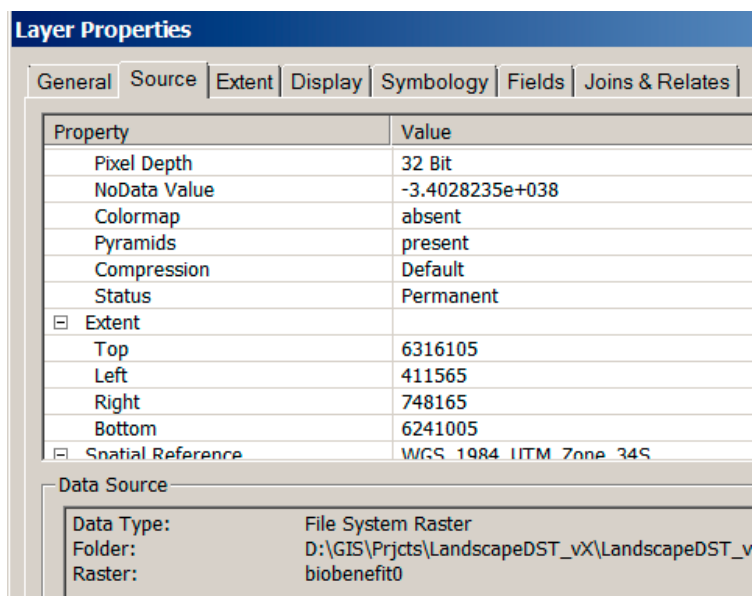 Layer Properties
General Source Extent Display Symbology Fields Joins & Relates
Property Value
Pixel Depth 32 Bit
NoData Value -3.4028235e+038
Colormap absent
Pyramids present
Compression Default
Status Permanent
Extent
Top 6316105
Left 411565
Right 748165
Bottom 6241005
Spatial Reference WGS_1984_UTM_Zone_34S
Data Source
Data Type: File System Raster
Folder: D:\GIS\Prjcts\LandscapeDST_vX\LandscapeDST_v
Raster: biobenefit0